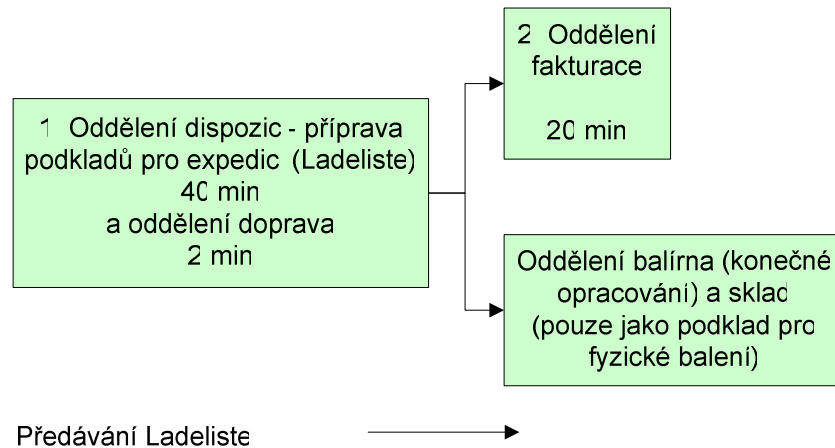 1 Oddělení dispozic - příprava
podkladů pro expedic (Ladeliste)
40 min
a oddělení doprava
2 min
2 Oddělení
fakturace
20 min
Oddělení balírna (konečné
opracování) a sklad
(pouze jako podklad pro
fyzické balení)
Předávání Ladeliste